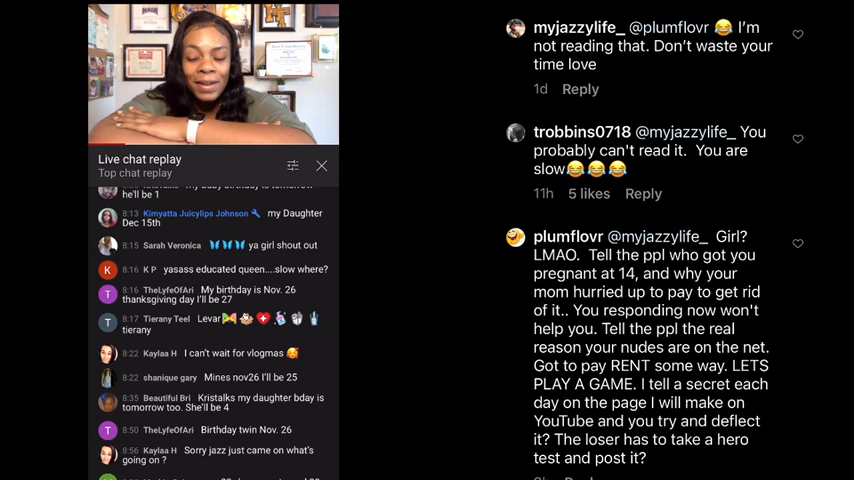 Live chat replay
Top chat replay
my baby birthday is tomorrow
he'll be 1
8:13 Kimyatta Juicylips Johnson my Daughter
Dec 15th
8:15 Sarah Veronica 🦋🦋🦋 ya girl shout out
8:16 K P yasass educated queen....slow where?
8:16 TheLyfeOfAri My birthday is Nov. 26
thanksgiving day I'll be 27
8:17 Tierany Teel Levar
tierany
8:22 Kaylaa H I can't wait for vlogmas 🥰
8:22 shanique gary Mines nov26 I'll be 25
8:35 Beautiful Bri Kristalks my daughter bday is
tomorrow too. She'll be 4
8:50 TheLyfeOfAri Birthday twin Nov. 26
8:56 Kaylaa H Sorry jazz just came on what's
going on ?
myjazzylife_ @plumflovr 😂 I'm
not reading that. Don't waste your
time love
1d Reply
trobbins0718 @myjazzylife_ You
probably can't read it. You are
slow😂😂😂
11h 5 likes Reply
plumflovr @myjazzylife_ Girl?
LMAO. Tell the ppl who got you
pregnant at 14, and why your
mom hurried up to pay to get rid
of it.. You responding now won't
help you. Tell the ppl the real
reason your nudes are on the net.
Got to pay RENT some way. LETS
PLAY A GAME. I tell a secret each
day on the page I will make on
YouTube and you try and deflect
it? The loser has to take a hero
test and post it?